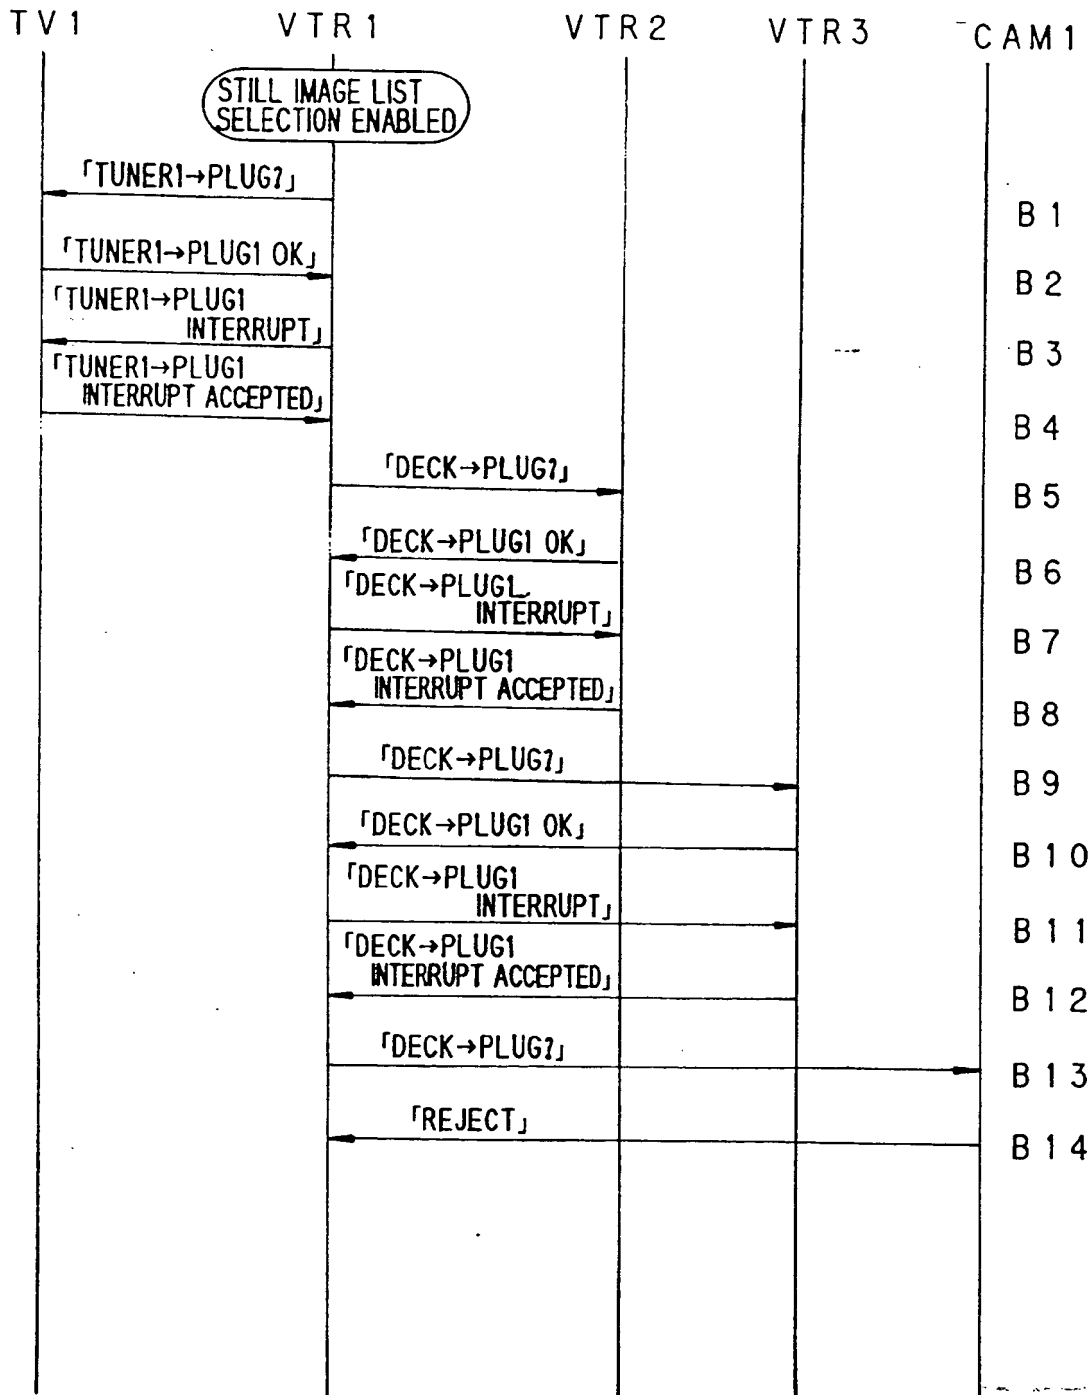 TV1 VTR1 VTR2 VTR3 CAM1
STILL IMAGE LIST
SELECTION ENABLED
「TUNER1→PLUG?」
B1
「TUNER1→PLUG1 OK」
B2
「TUNER1→PLUG1
INTERRUPT」
B3
「TUNER1→PLUG1
INTERRUPT ACCEPTED」
B4
「DECK→PLUG?」
B5
「DECK→PLUG1 OK」
B6
「DECK→PLUG1
INTERRUPT」
B7
「DECK→PLUG1
INTERRUPT ACCEPTED」
B8
「DECK→PLUG?」
B9
「DECK→PLUG1 OK」
B10
「DECK→PLUG1
INTERRUPT」
B11
「DECK→PLUG1
INTERRUPT ACCEPTED」
B12
「DECK→PLUG?」
B13
「REJECT」
B14